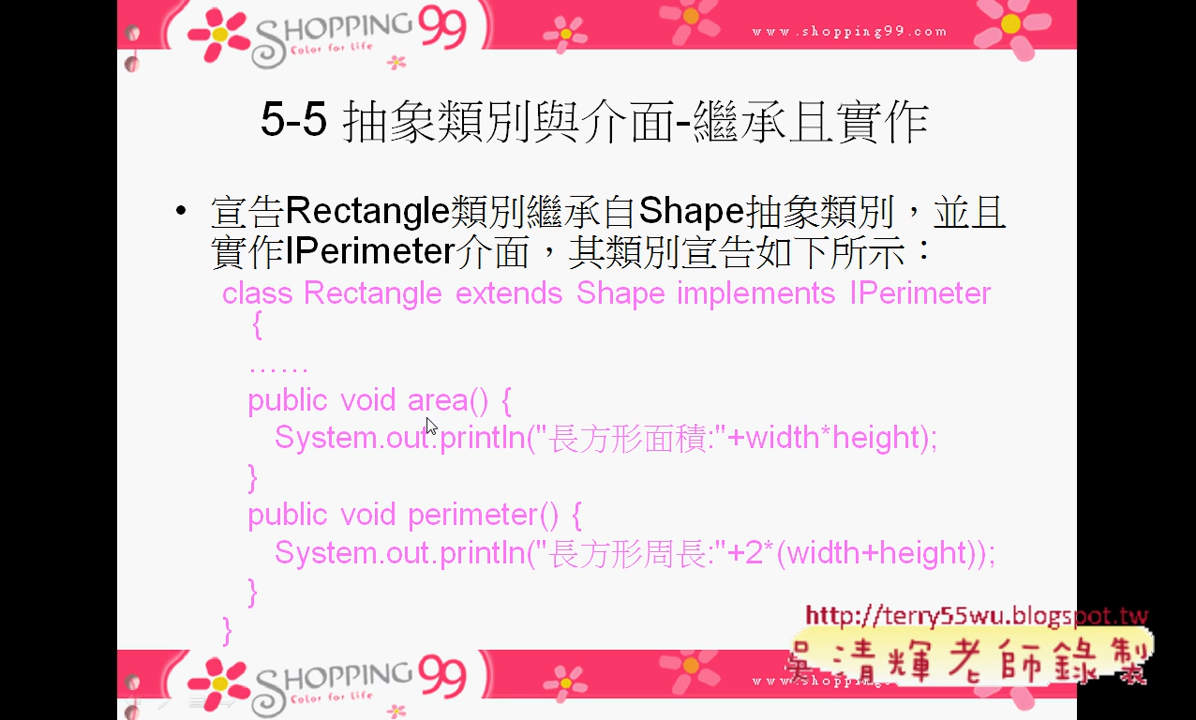 SHOPPING 99
Color for Life
www.shopping99.com
5-5 抽象類別與介面-繼承且實作
• 宣告Rectangle類別繼承自Shape抽象類別，並且
實作IPerimeter介面，其類別宣告如下所示：
class Rectangle extends Shape implements IPerimeter
{
……
public void area() {
System.out.println("長方形面積:"+width*height);
}
public void perimeter() {
System.out.println("長方形周長:"+2*(width+height));
}
}
http://terry55wu.blogspot.tw
吳清輝老師錄製
SHOPPING 99
Color for Life
www.shopping99